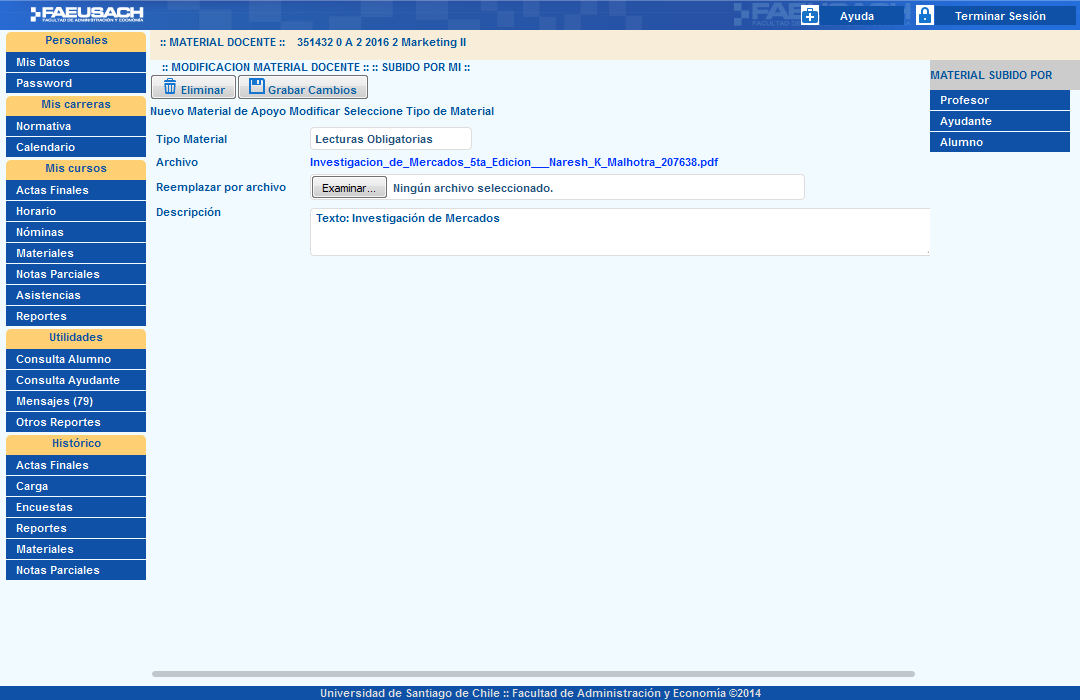 FAEUSACH
FACULTAD DE ADMINISTRACIÓN Y ECONOMÍA
Ayuda
Terminar Sesión
Personales
Mis Datos
Password
Mis carreras
Normativa
Calendario
Mis cursos
Actas Finales
Horario
Nóminas
Materiales
Notas Parciales
Asistencias
Reportes
Utilidades
Consulta Alumno
Consulta Ayudante
Mensajes (79)
Otros Reportes
Histórico
Actas Finales
Carga
Encuestas
Reportes
Materiales
Notas Parciales
:: MATERIAL DOCENTE :: 351432 0 A 2 2016 2 Marketing II
:: MODIFICACION MATERIAL DOCENTE :: :: SUBIDO POR MI ::
Eliminar Grabar Cambios
Nuevo Material de Apoyo Modificar Seleccione Tipo de Material
Tipo Material Lecturas Obligatorias
Archivo Investigacion_de_Mercados_5ta_Edicion___Naresh_K_Malhotra_207638.pdf
Reemplazar por archivo Examinar... Ningún archivo seleccionado.
Descripción Texto: Investigación de Mercados
MATERIAL SUBIDO POR
Profesor
Ayudante
Alumno
Universidad de Santiago de Chile :: Facultad de Administración y Economía ©2014